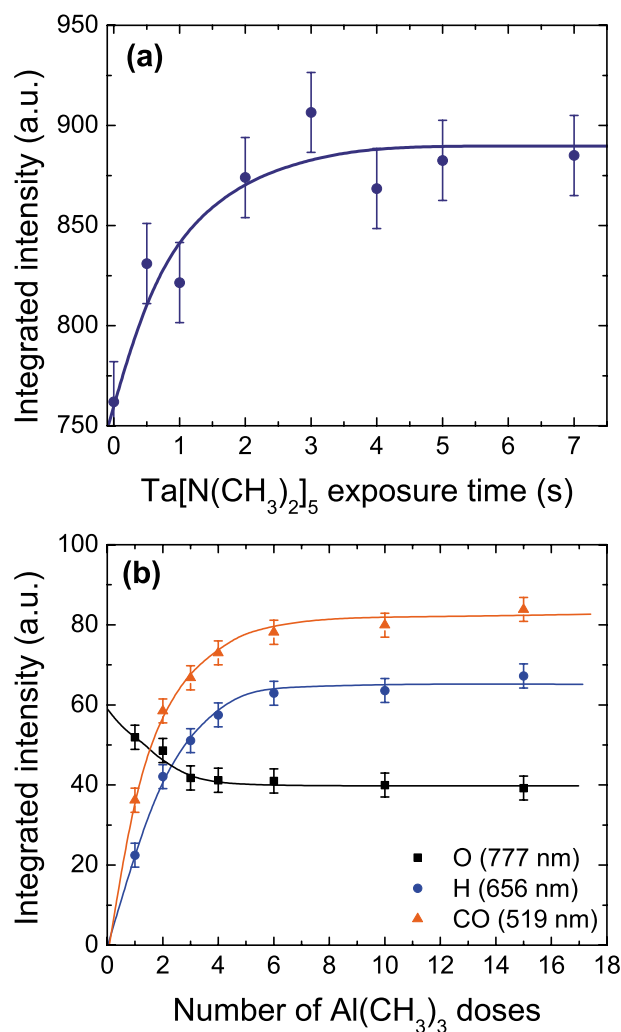 (a)
Integrated intensity (a.u.)
950
900
850
800
750
0 1 2 3 4 5 6 7
Ta[N(CH₃)₂]₅ exposure time (s)
(b)
Integrated intensity (a.u.)
100
80
60
40
20
0
O (777 nm)
H (656 nm)
CO (519 nm)
0 2 4 6 8 10 12 14 16 18
Number of Al(CH₃)₃ doses